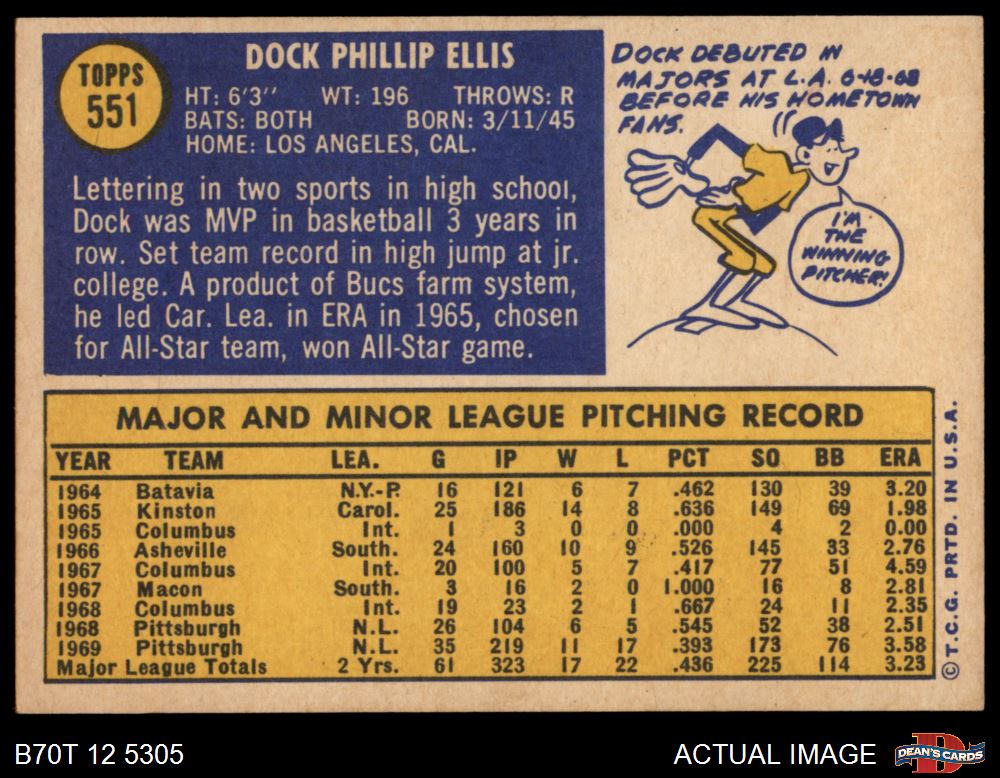 TOPPS
551
DOCK PHILLIP ELLIS
HT: 6'3" WT: 196 THROWS: R
BATS: BOTH BORN: 3/11/45
HOME: LOS ANGELES, CAL.
Lettering in two sports in high school,
Dock was MVP in basketball 3 years in
row. Set team record in high jump at jr.
college. A product of Bucs farm system,
he led Car. Lea. in ERA in 1965, chosen
for All-Star team, won All-Star game.
DOCK DEBUTED IN
MAJORS AT L.A. 6-18-68
BEFORE HIS HOMETOWN
FANS.
I'M
THE
WINNING
PITCHER!
MAJOR AND MINOR LEAGUE PITCHING RECORD
YEAR TEAM LEA. G IP W L PCT SO BB ERA
1964 Batavia N.Y.-P. 16 121 6 7 .462 130 39 3.20
1965 Kinston Carol. 25 186 14 8 .636 149 69 1.98
1965 Columbus Int. 1 3 0 0 .000 4 2 0.00
1966 Asheville South. 24 160 10 9 .526 145 33 2.76
1967 Columbus Int. 20 100 5 7 .417 77 51 4.59
1967 Macon South. 3 16 2 0 1.000 16 8 2.81
1968 Columbus Int. 19 23 2 1 .667 24 11 2.35
1968 Pittsburgh N.L. 26 104 6 5 .545 52 38 2.51
1969 Pittsburgh N.L. 35 219 11 17 .393 173 76 3.58
Major League Totals 2 Yrs. 61 323 17 22 .436 225 114 3.23
© T.C.G. PRTD. IN U.S.A.
B70T 12 5305
ACTUAL IMAGE
DEAN'S CARDS